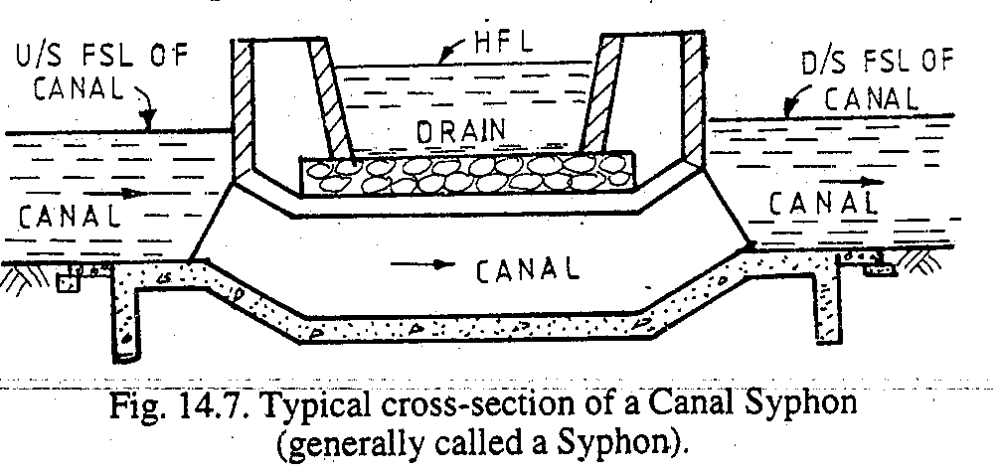 U/S FSL OF
CANAL
HFL
D/S FSL OF
CANAL
DRAIN
CANAL
CANAL
CANAL
Fig. 14.7. Typical cross-section of a Canal Syphon
(generally called a Syphon).